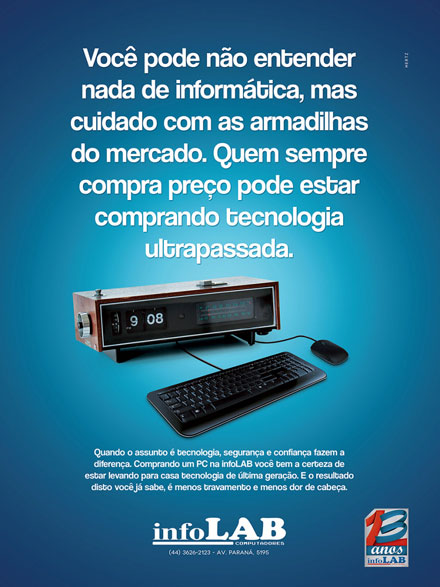 HERTZ
Você pode não entender
nada de informática, mas
cuidado com as armadilhas
do mercado. Quem sempre
compra preço pode estar
comprando tecnologia
ultrapassada.
9 08
Quando o assunto é tecnologia, segurança e confiança fazem a
diferença. Comprando um PC na infoLAB você tem a certeza de
estar levando para casa tecnologia de última geração. E o resultado
disto você já sabe, é menos travamento e menos dor de cabeça.
infoLAB
COMPUTADORES
(44) 3626-2123 - AV. PARANÁ, 5195
13
anos
infoLAB